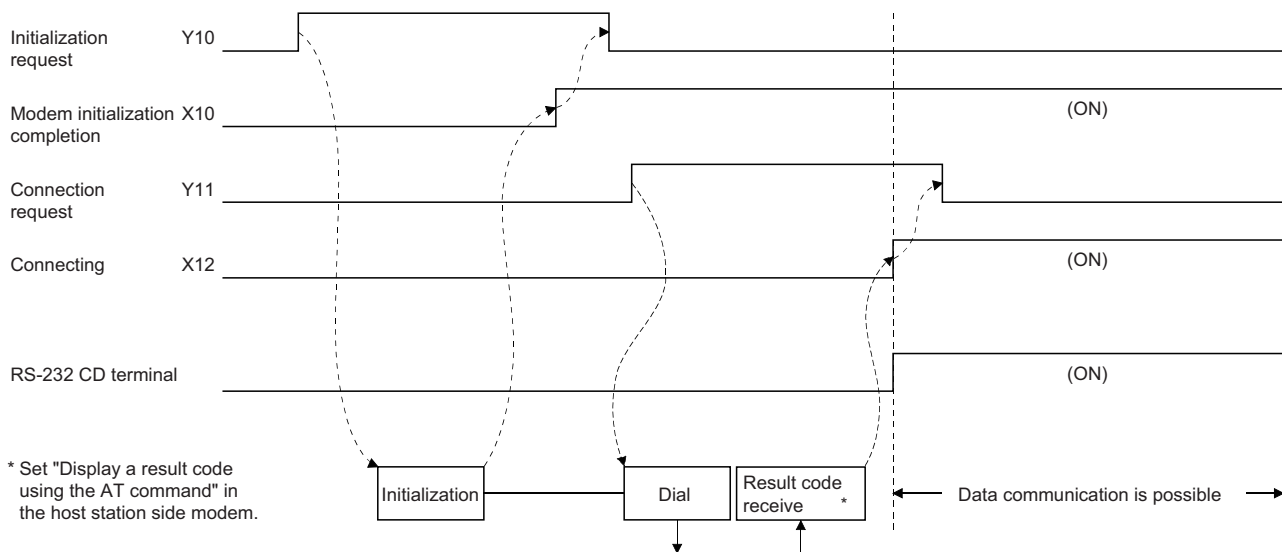 Initialization Y10
request
Modem initialization X10
completion
(ON)
Connection Y11
request
Connecting X12
(ON)
RS-232 CD terminal
(ON)
* Set "Display a result code
using the AT command" in
the host station side modem.
Initialization
Dial
Result code
receive *
Data communication is possible